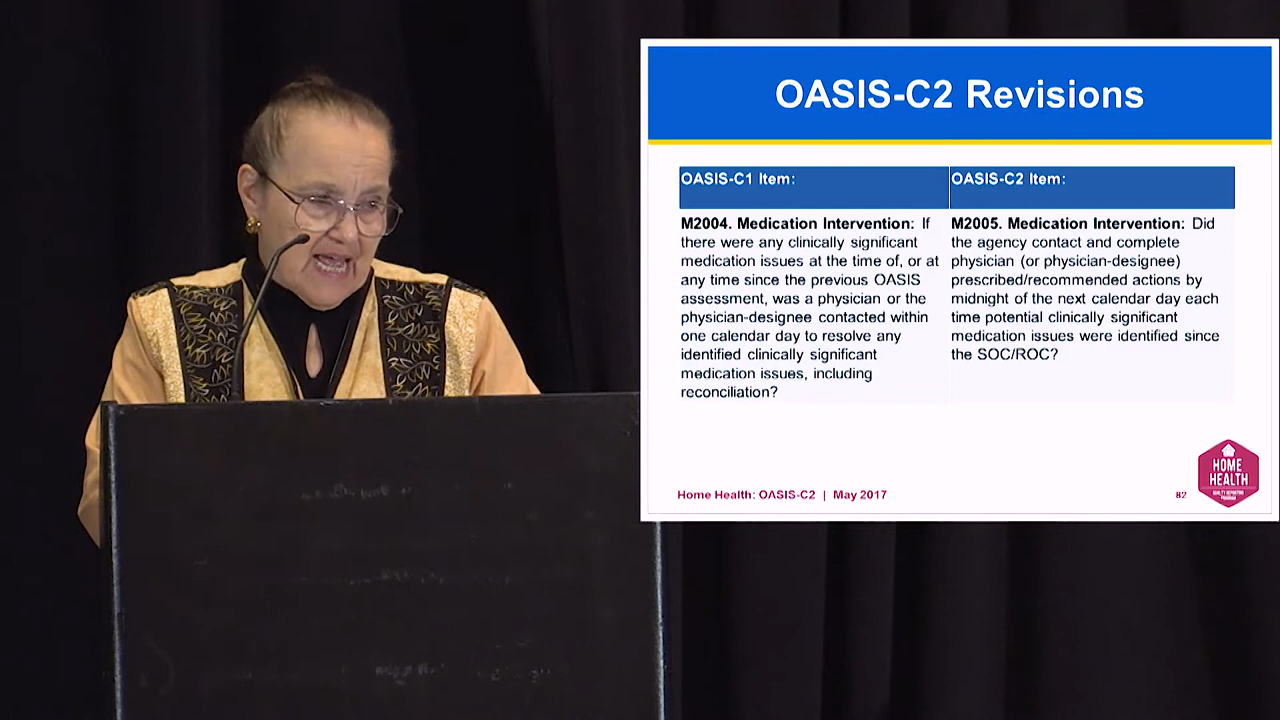 OASIS-C2 Revisions
OASIS-C1 Item:
M2004. Medication Intervention: If
there were any clinically significant
medication issues at the time of, or at
any time since the previous OASIS
assessment, was a physician or the
physician-designee contacted within
one calendar day to resolve any
identified clinically significant
medication issues, including
reconciliation?
OASIS-C2 Item:
M2005. Medication Intervention: Did
the agency contact and complete
physician (or physician-designee)
prescribed/recommended actions by
midnight of the next calendar day each
time potential clinically significant
medication issues were identified since
the SOC/ROC?
Home Health: OASIS-C2 | May 2017
82
HOME
HEALTH
QUALITY REPORTING
PROGRAM